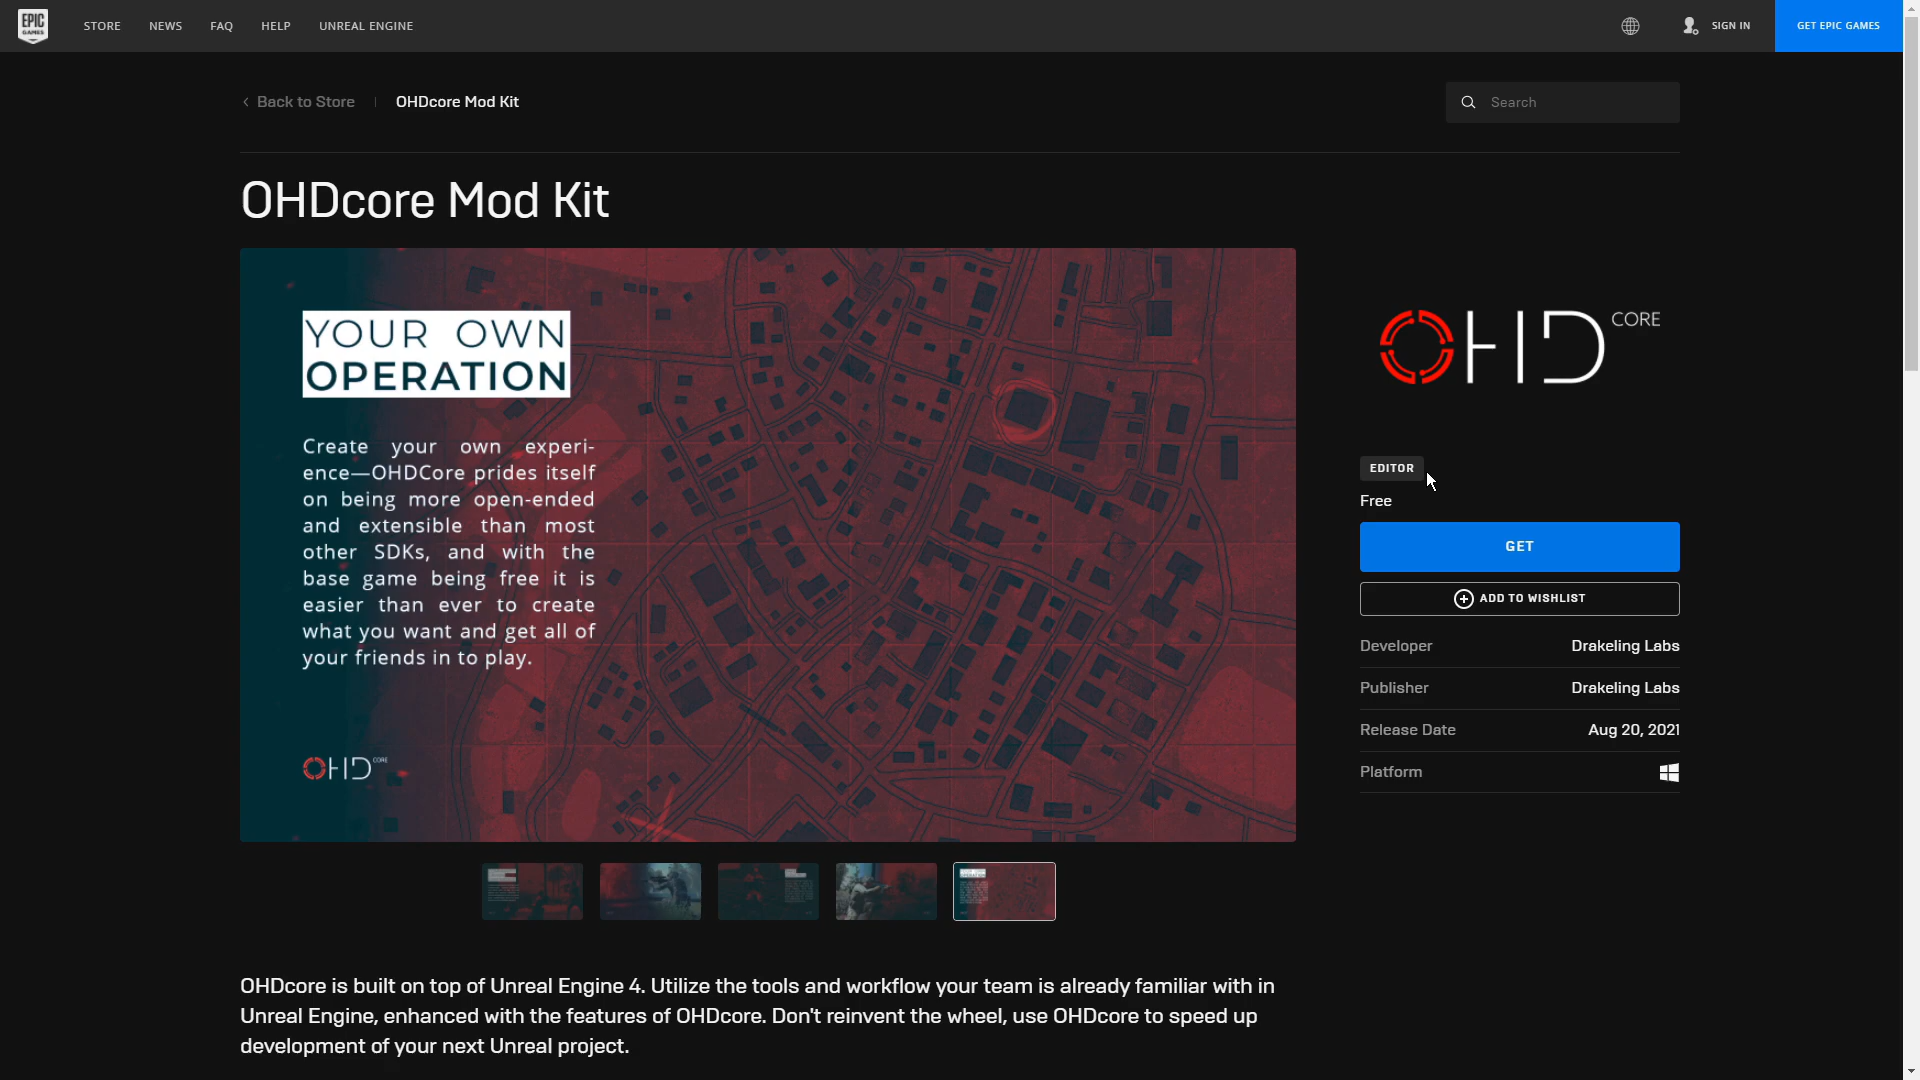 EPIC GAMES
STORE
NEWS
FAQ
HELP
UNREAL ENGINE
SIGN IN
GET EPIC GAMES
Back to Store
OHDcore Mod Kit
Search
OHDcore Mod Kit
YOUR OWN
OPERATION
Create your own experi-
ence—OHDCore prides itself
on being more open-ended
and extensible than most
other SDKs, and with the
base game being free it is
easier than ever to create
what you want and get all of
your friends in to play.
OHD CORE
OHD CORE
EDITOR
Free
GET
ADD TO WISHLIST
Developer Drakeling Labs
Publisher Drakeling Labs
Release Date Aug 20, 2021
Platform
OHDcore is built on top of Unreal Engine 4. Utilize the tools and workflow your team is already familiar with in
Unreal Engine, enhanced with the features of OHDcore. Don't reinvent the wheel, use OHDcore to speed up
development of your next Unreal project.